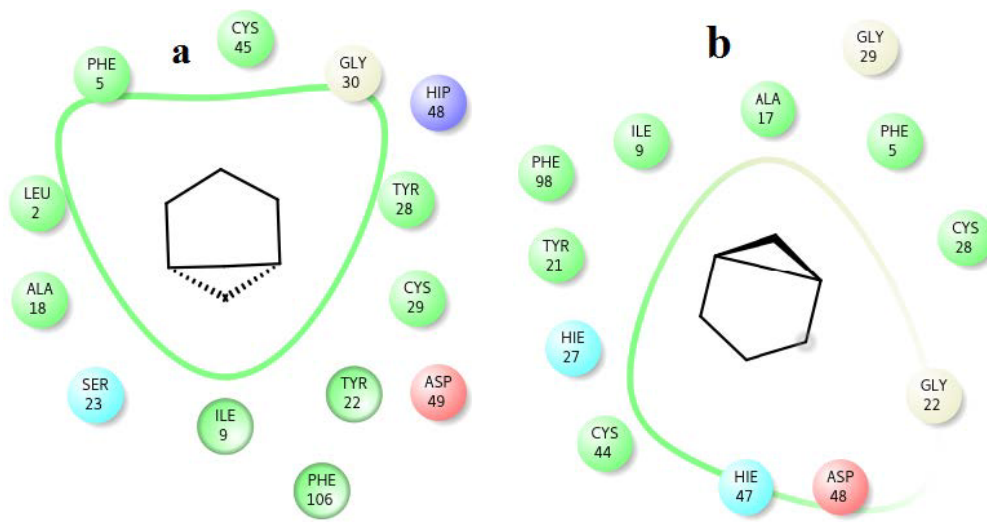 a
CYS
45
PHE
5
GLY
30
HIP
48
LEU
2
TYR
28
ALA
18
CYS
29
SER
23
TYR
22
ASP
49
ILE
9
PHE
106
b
GLY
29
ALA
17
ILE
9
PHE
5
PHE
98
CYS
28
TYR
21
HIE
27
GLY
22
CYS
44
HIE
47
ASP
48